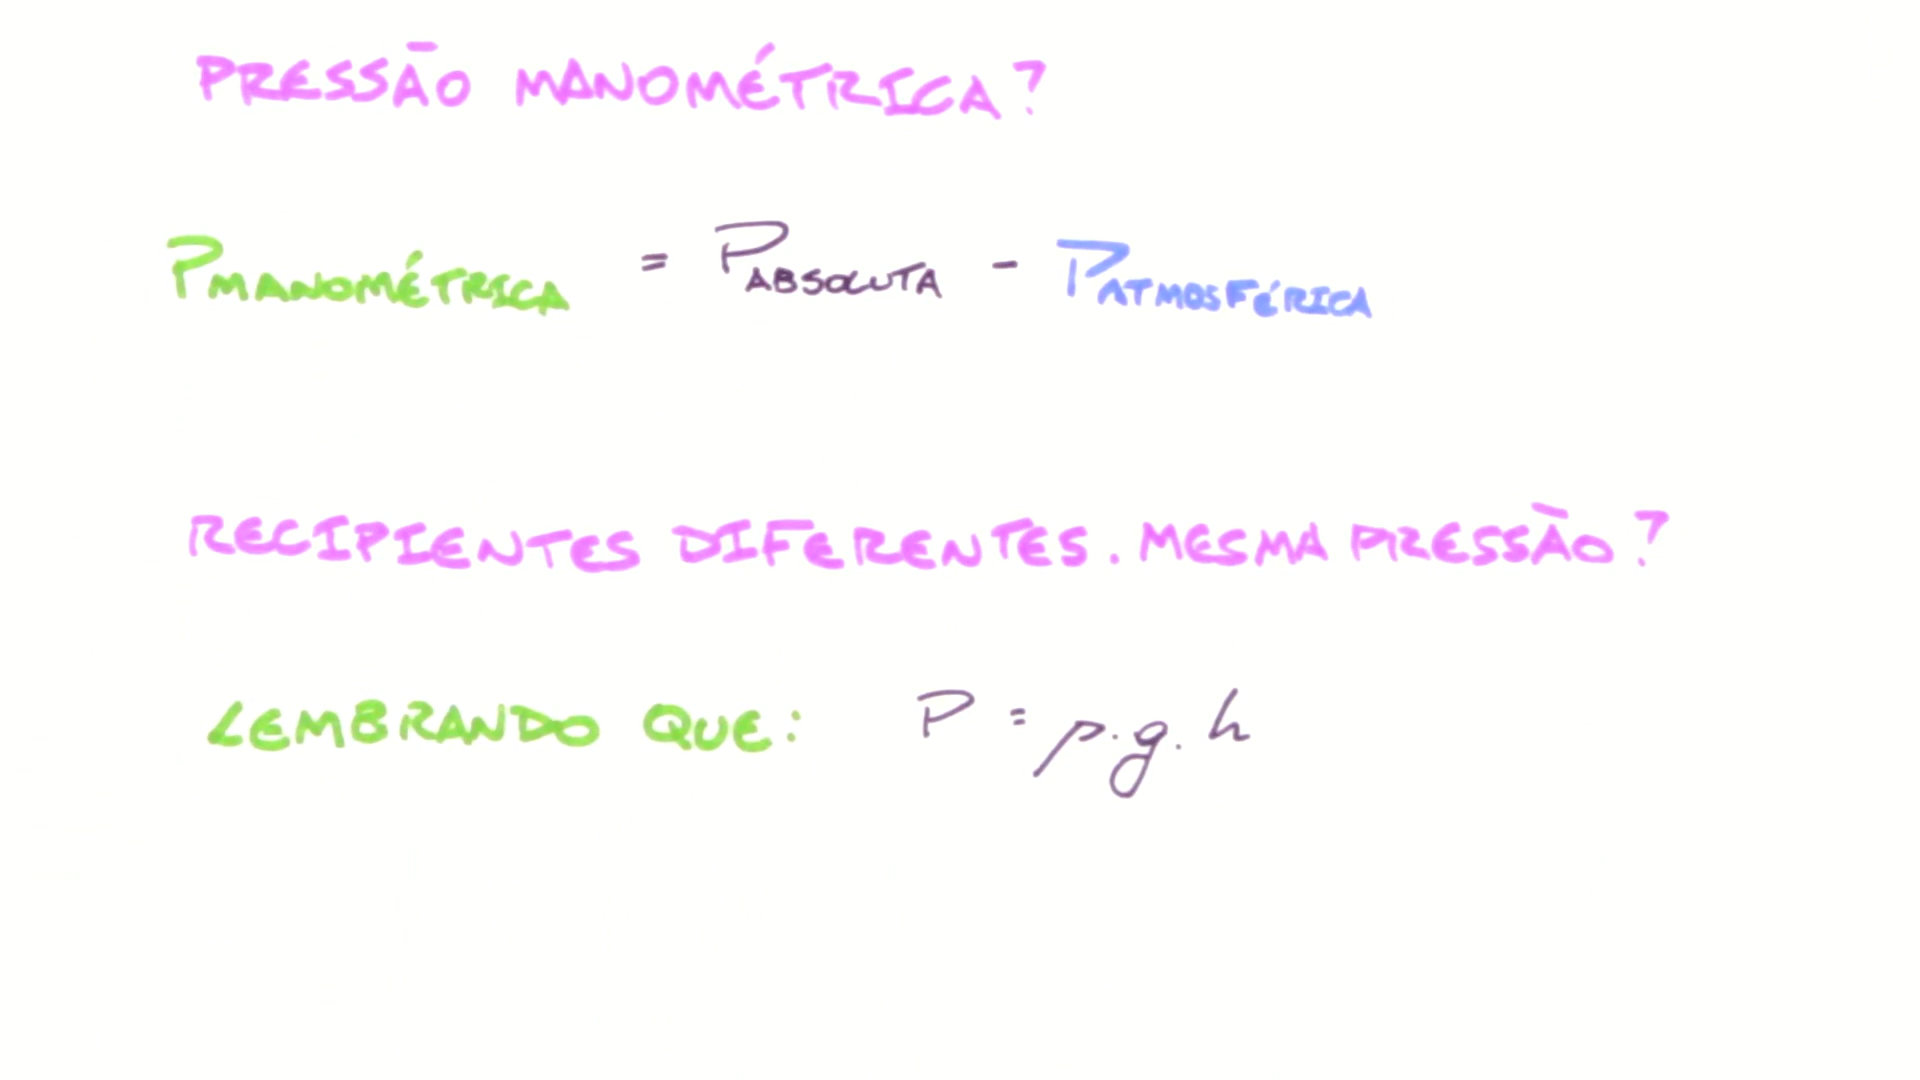 PRESSÃO MANOMÉTRICA?
PMANOMÉTRICA = PABSOLUTA - PATMOSFÉRICA
RECIPIENTES DIFERENTES. MESMA PRESSÃO?
LEMBRANDO QUE: P = ρ.g.h